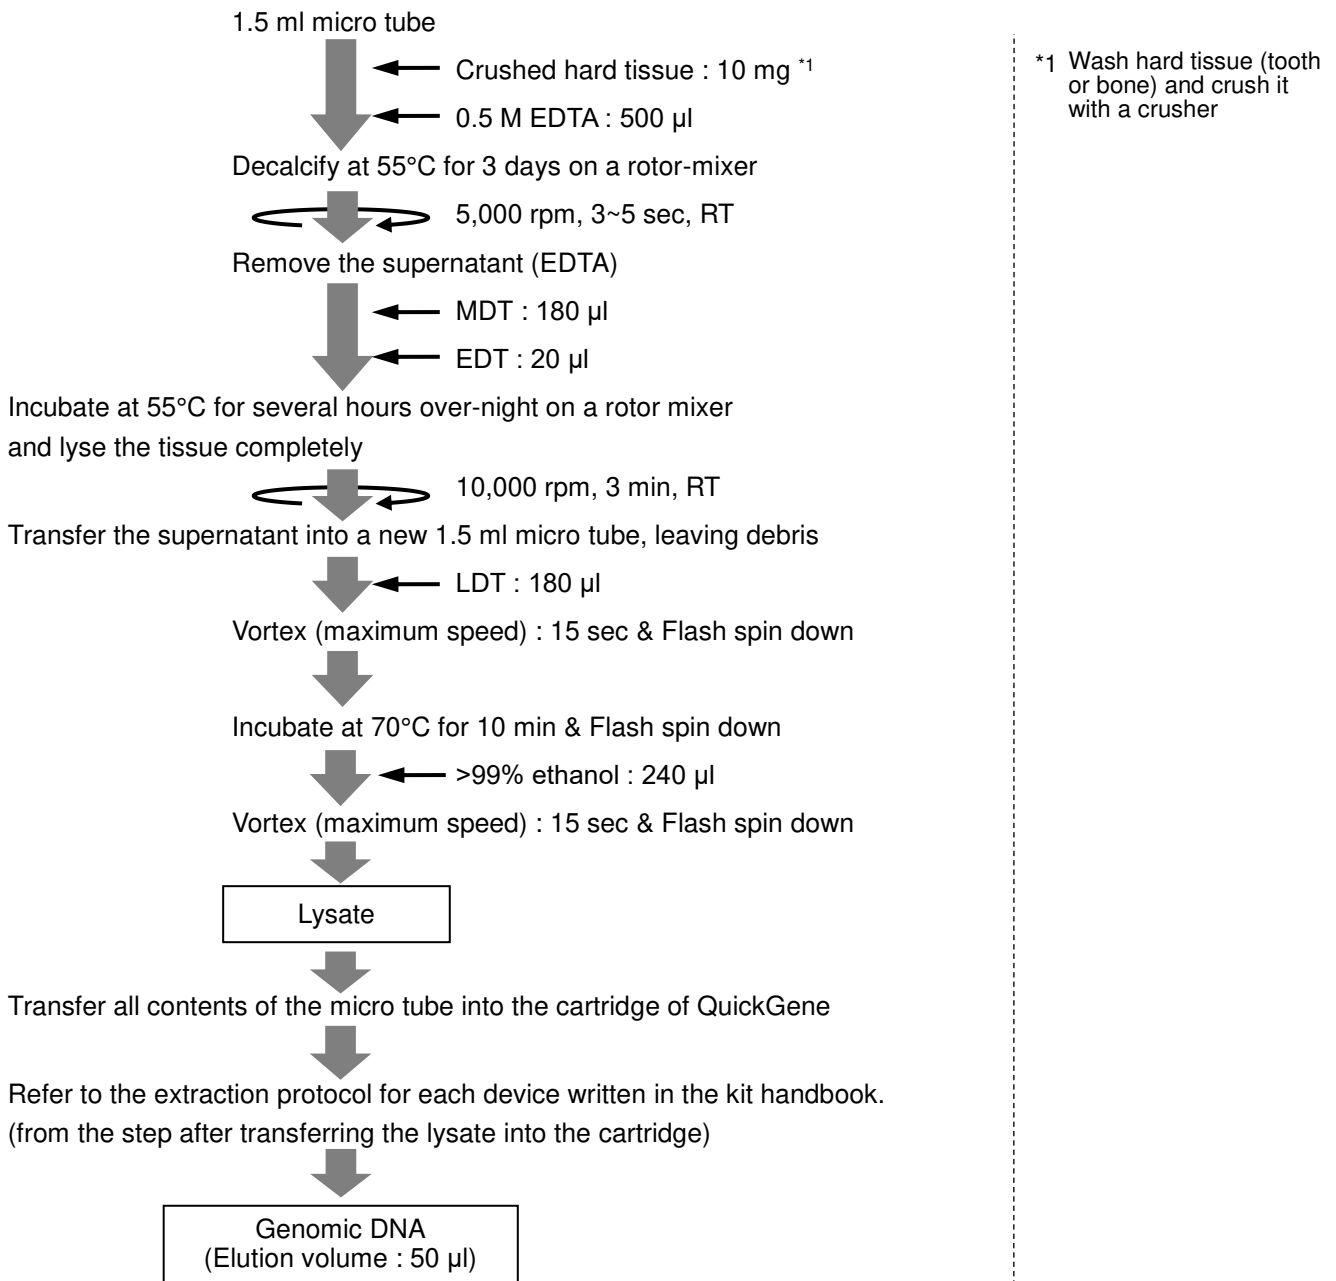 1.5 ml micro tube
Crushed hard tissue : 10 mg *1
0.5 M EDTA : 500 µl
Decalcify at 55°C for 3 days on a rotor-mixer
5,000 rpm, 3~5 sec, RT
Remove the supernatant (EDTA)
MDT : 180 µl
EDT : 20 µl
Incubate at 55°C for several hours over-night on a rotor mixer
and lyse the tissue completely
10,000 rpm, 3 min, RT
Transfer the supernatant into a new 1.5 ml micro tube, leaving debris
LDT : 180 µl
Vortex (maximum speed) : 15 sec & Flash spin down
Incubate at 70°C for 10 min & Flash spin down
>99% ethanol : 240 µl
Vortex (maximum speed) : 15 sec & Flash spin down
Lysate
Transfer all contents of the micro tube into the cartridge of QuickGene
Refer to the extraction protocol for each device written in the kit handbook.
(from the step after transferring the lysate into the cartridge)
Genomic DNA
(Elution volume : 50 µl)
*1 Wash hard tissue (tooth
or bone) and crush it
with a crusher